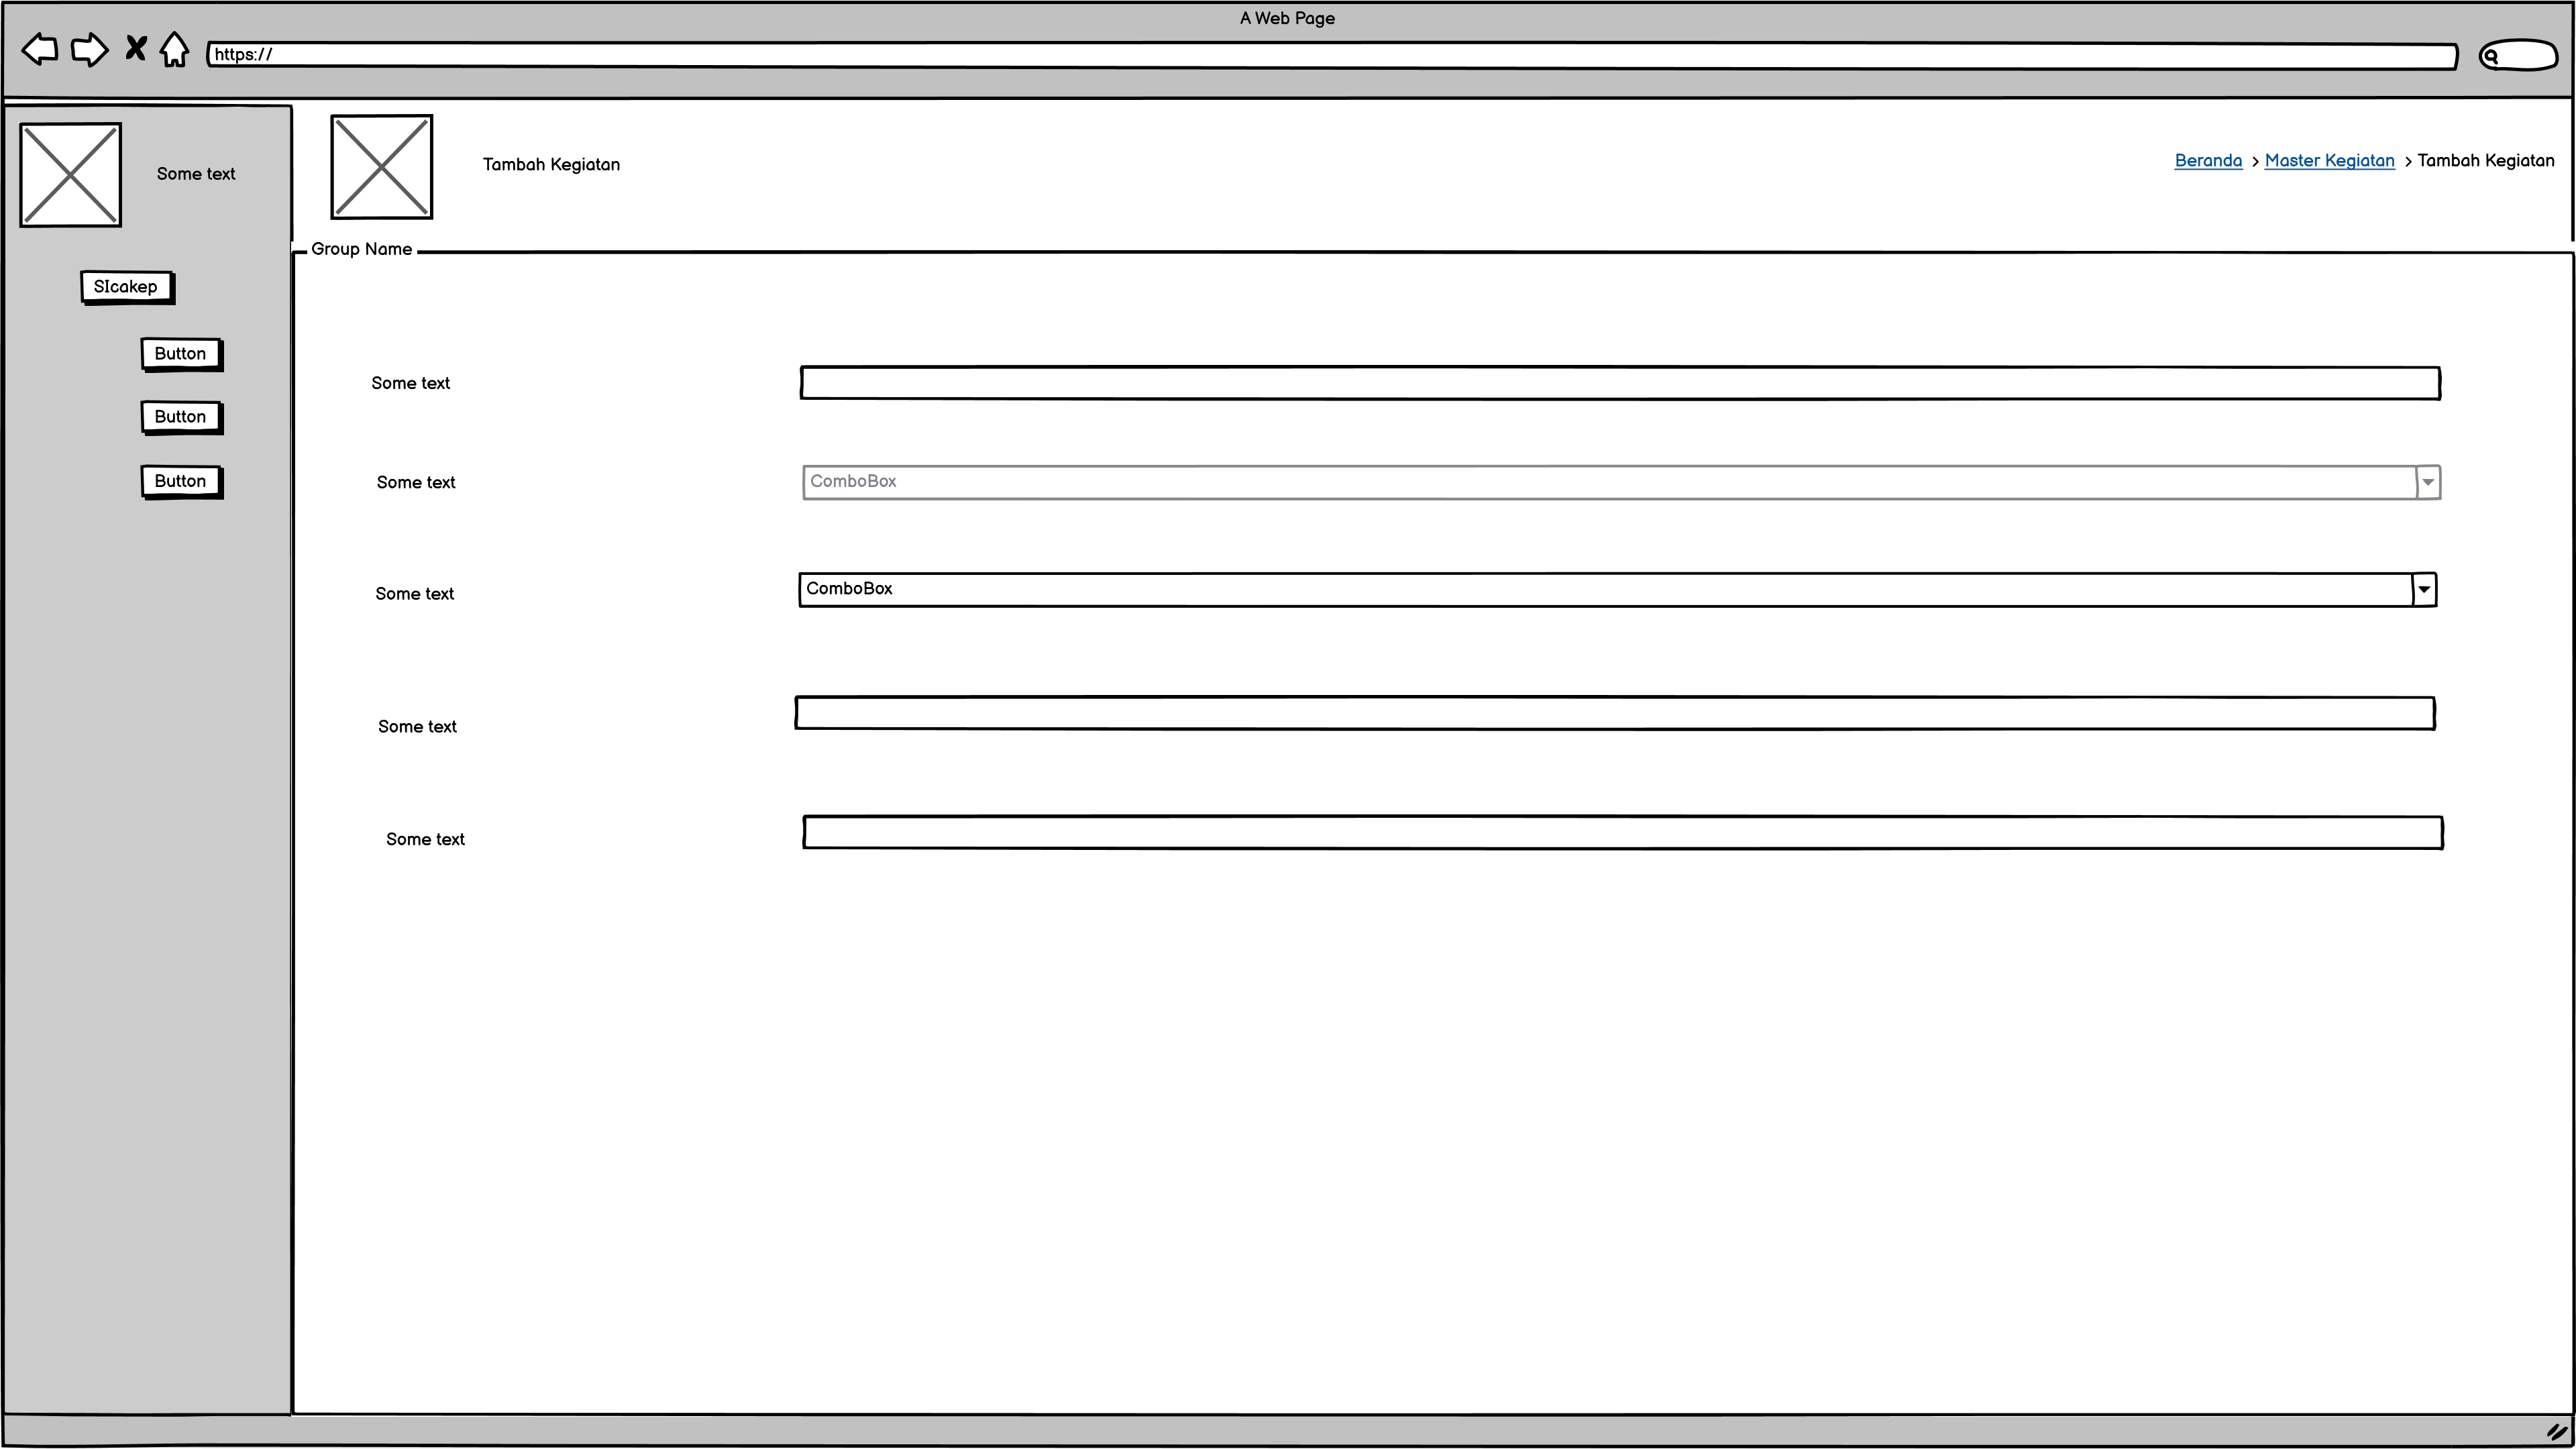 A Web Page
https://
Some text
Tambah Kegiatan
Beranda > Master Kegiatan > Tambah Kegiatan
Group Name
SIcakep
Button
Button
Button
Some text
Some text
ComboBox
Some text
ComboBox
Some text
Some text